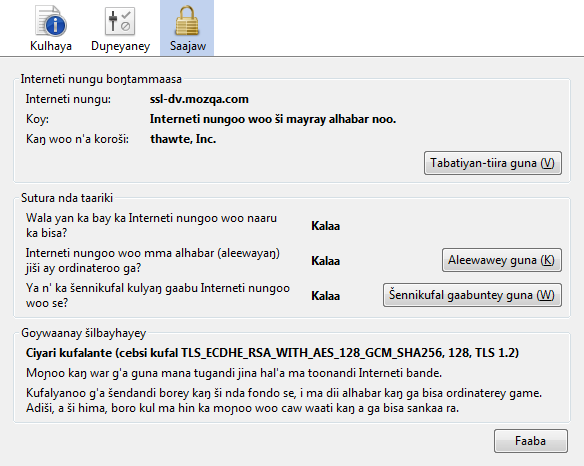 Kulhaya Duŋeyaney Saajaw
Interneti nungu boŋtammaasa
Interneti nungu: ssl-dv.mozqa.com
Koy: Interneti nungoo woo ši mayray alhabar noo.
Kaŋ woo n'a koroši: thawte, Inc.
Tabatiyan-tiira guna (V)
Sutura nda taariki
Wala yan ka bay ka Interneti nungoo woo naaru
ka bisa? Kalaa
Interneti nungoo woo mma alhabar (aleewayaŋ)
jiši ay ordinateroo ga? Kalaa Aleewawey guna (K)
Ya n' ka šennikufal kulyaŋ gaabu Interneti nungoo
woo se? Kalaa Šennikufal gaabuntey guna (W)
Goywaanay šilbayhayey
Ciyari kufalante (cebsi kufal TLS_ECDHE_RSA_WITH_AES_128_GCM_SHA256, 128, TLS 1.2)
Moɲoo kaŋ war g'a guna mana tugandi jina hal'a ma toonandi Interneti bande.
Kufalyanoo g'a šendandi borey kaŋ ši nda fondo se, i ma dii alhabar kaŋ ga bisa ordinaterey game.
Adiši, a ši hima, boro kul ma hin ka moɲoo woo caw waati kaŋ a ga bisa sankaa ra.
Faaba